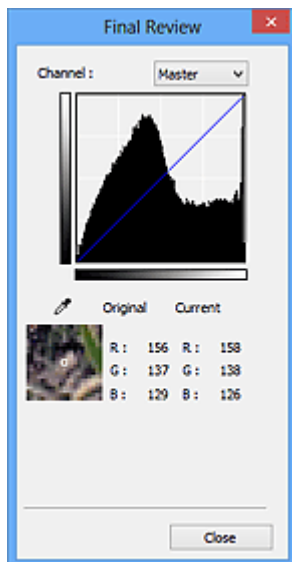 Final Review
Channel : Master
Original Current
R : 156 R : 158
G : 137 G : 138
B : 129 B : 126
Close